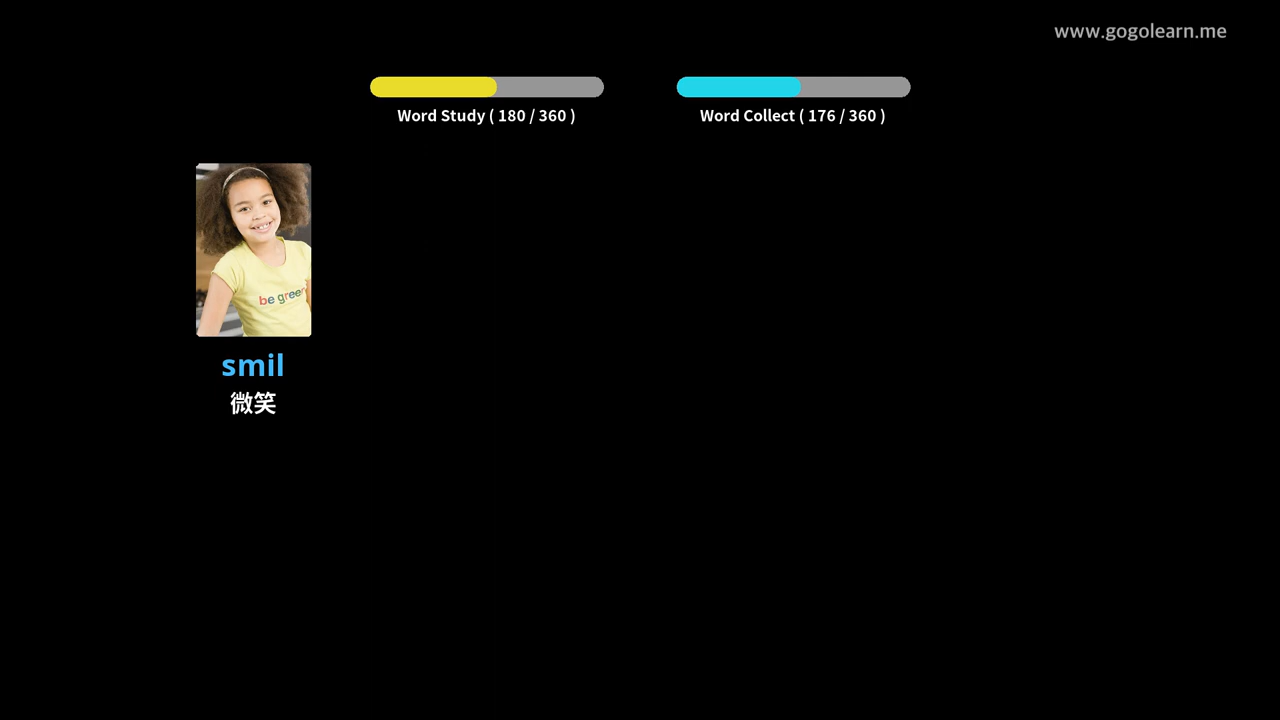 www.gogolearn.me
Word Study ( 180 / 360 )
Word Collect ( 176 / 360 )
be green
smil
微笑